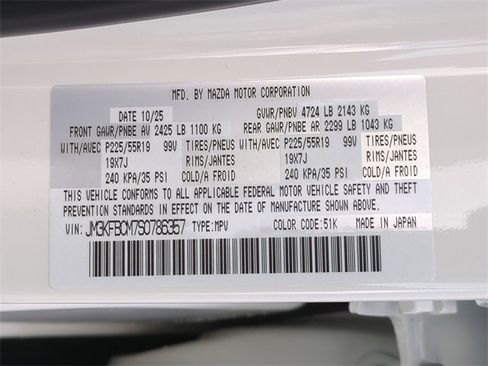 MFD. BY MAZDA MOTOR CORPORATION
DATE 10/25 GVWR/PNBV 4724 LB 2143 KG
FRONT GAWR/PNBE AV 2425 LB 1100 KG REAR GAWR/PNBE AR 2299 LB 1043 KG
WITH/AVEC P225/55R19 99V TIRES/PNEUS WITH/AVEC P225/55R19 99V TIRES/PNEUS
19X7J RIMS/JANTES 19X7J RIMS/JANTES
240 KPA/35 PSI COLD/A FROID 240 KPA/35 PSI COLD/A FROID
THIS VEHICLE CONFORMS TO ALL APPLICABLE FEDERAL MOTOR VEHICLE SAFETY AND THEFT
PREVENTION STANDARDS IN EFFECT ON THE DATE OF MANUFACTURE SHOWN ABOVE.
VIN: JM3KFBCM7S0786357 TYPE:MPV COLOR CODE:51K MADE IN JAPAN